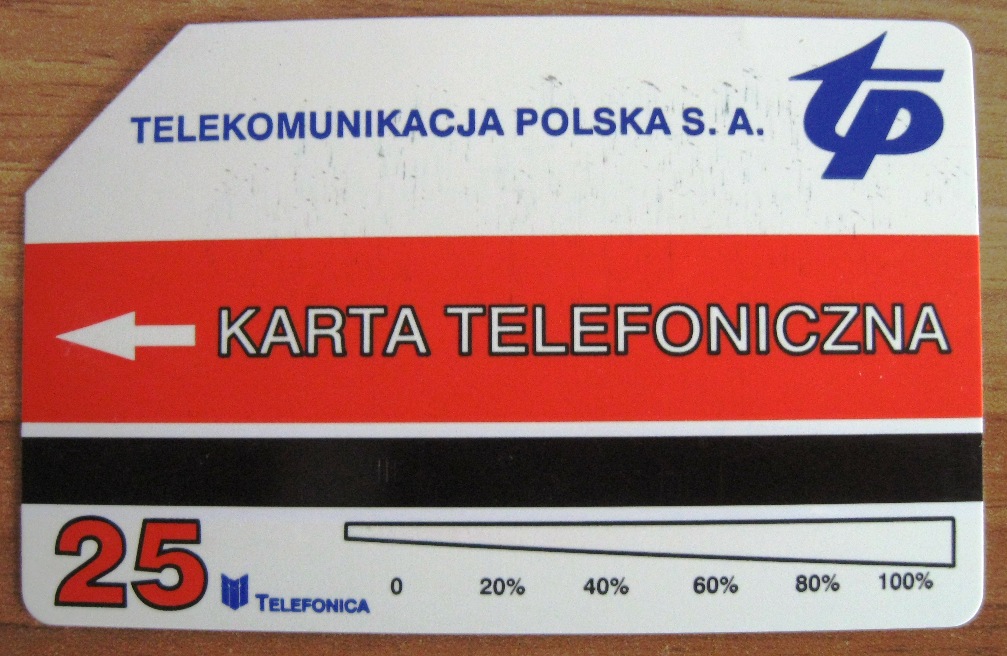 TELEKOMUNIKACJA POLSKA S. A.
tp
KARTA TELEFONICZNA
25
TELEFONICA
0 20% 40% 60% 80% 100%